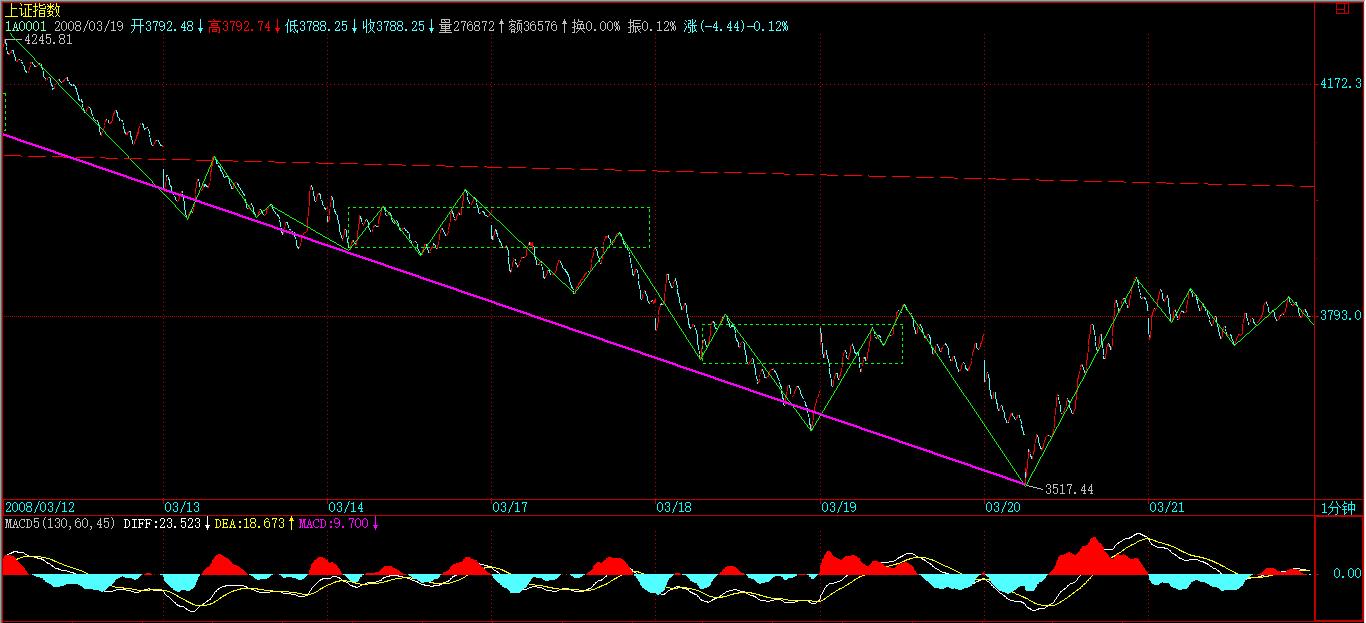 上证指数
1A0001 2008/03/19 开3792.48↓高3792.74↓低3788.25↓收3788.25↓量276872↑额36576↑换0.00% 振0.12% 涨(-4.44)-0.12%
4245.81
4172.3
3793.0
3517.44
2008/03/12 03/13 03/14 03/17 03/18 03/19 03/20 03/21 1分钟
MACD5(130,60,45) DIFF:23.523↓DEA:18.673↑MACD:9.700↓
0.00